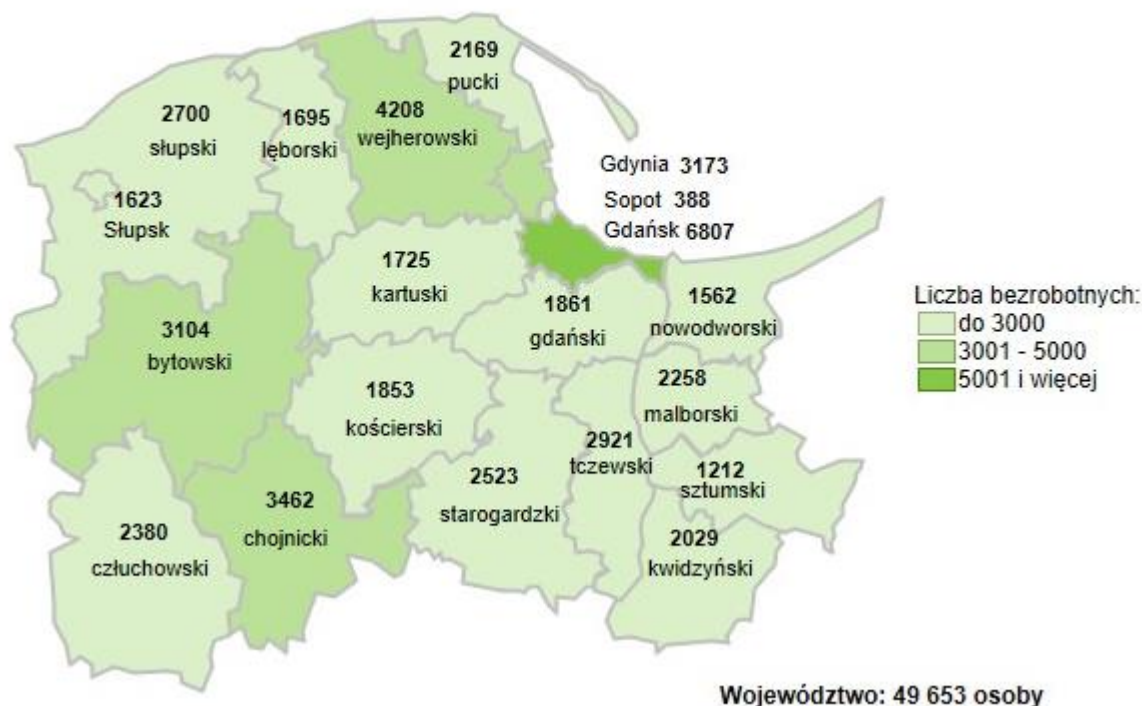 2169
pucki
2700
słupski
1695
lęborski
4208
wejherowski
Gdynia 3173
Sopot 388
Gdańsk 6807
1623
Słupsk
1725
kartuski
1861
gdański
1562
nowodworski
Liczba bezrobotnych:
do 3000
3001 - 5000
5001 i więcej
3104
bytowski
1853
kościerski
2258
malborski
2921
tczewski
2523
starogardzki
1212
sztumski
3462
chojnicki
2380
człuchowski
2029
kwidzyński
Województwo: 49 653 osoby